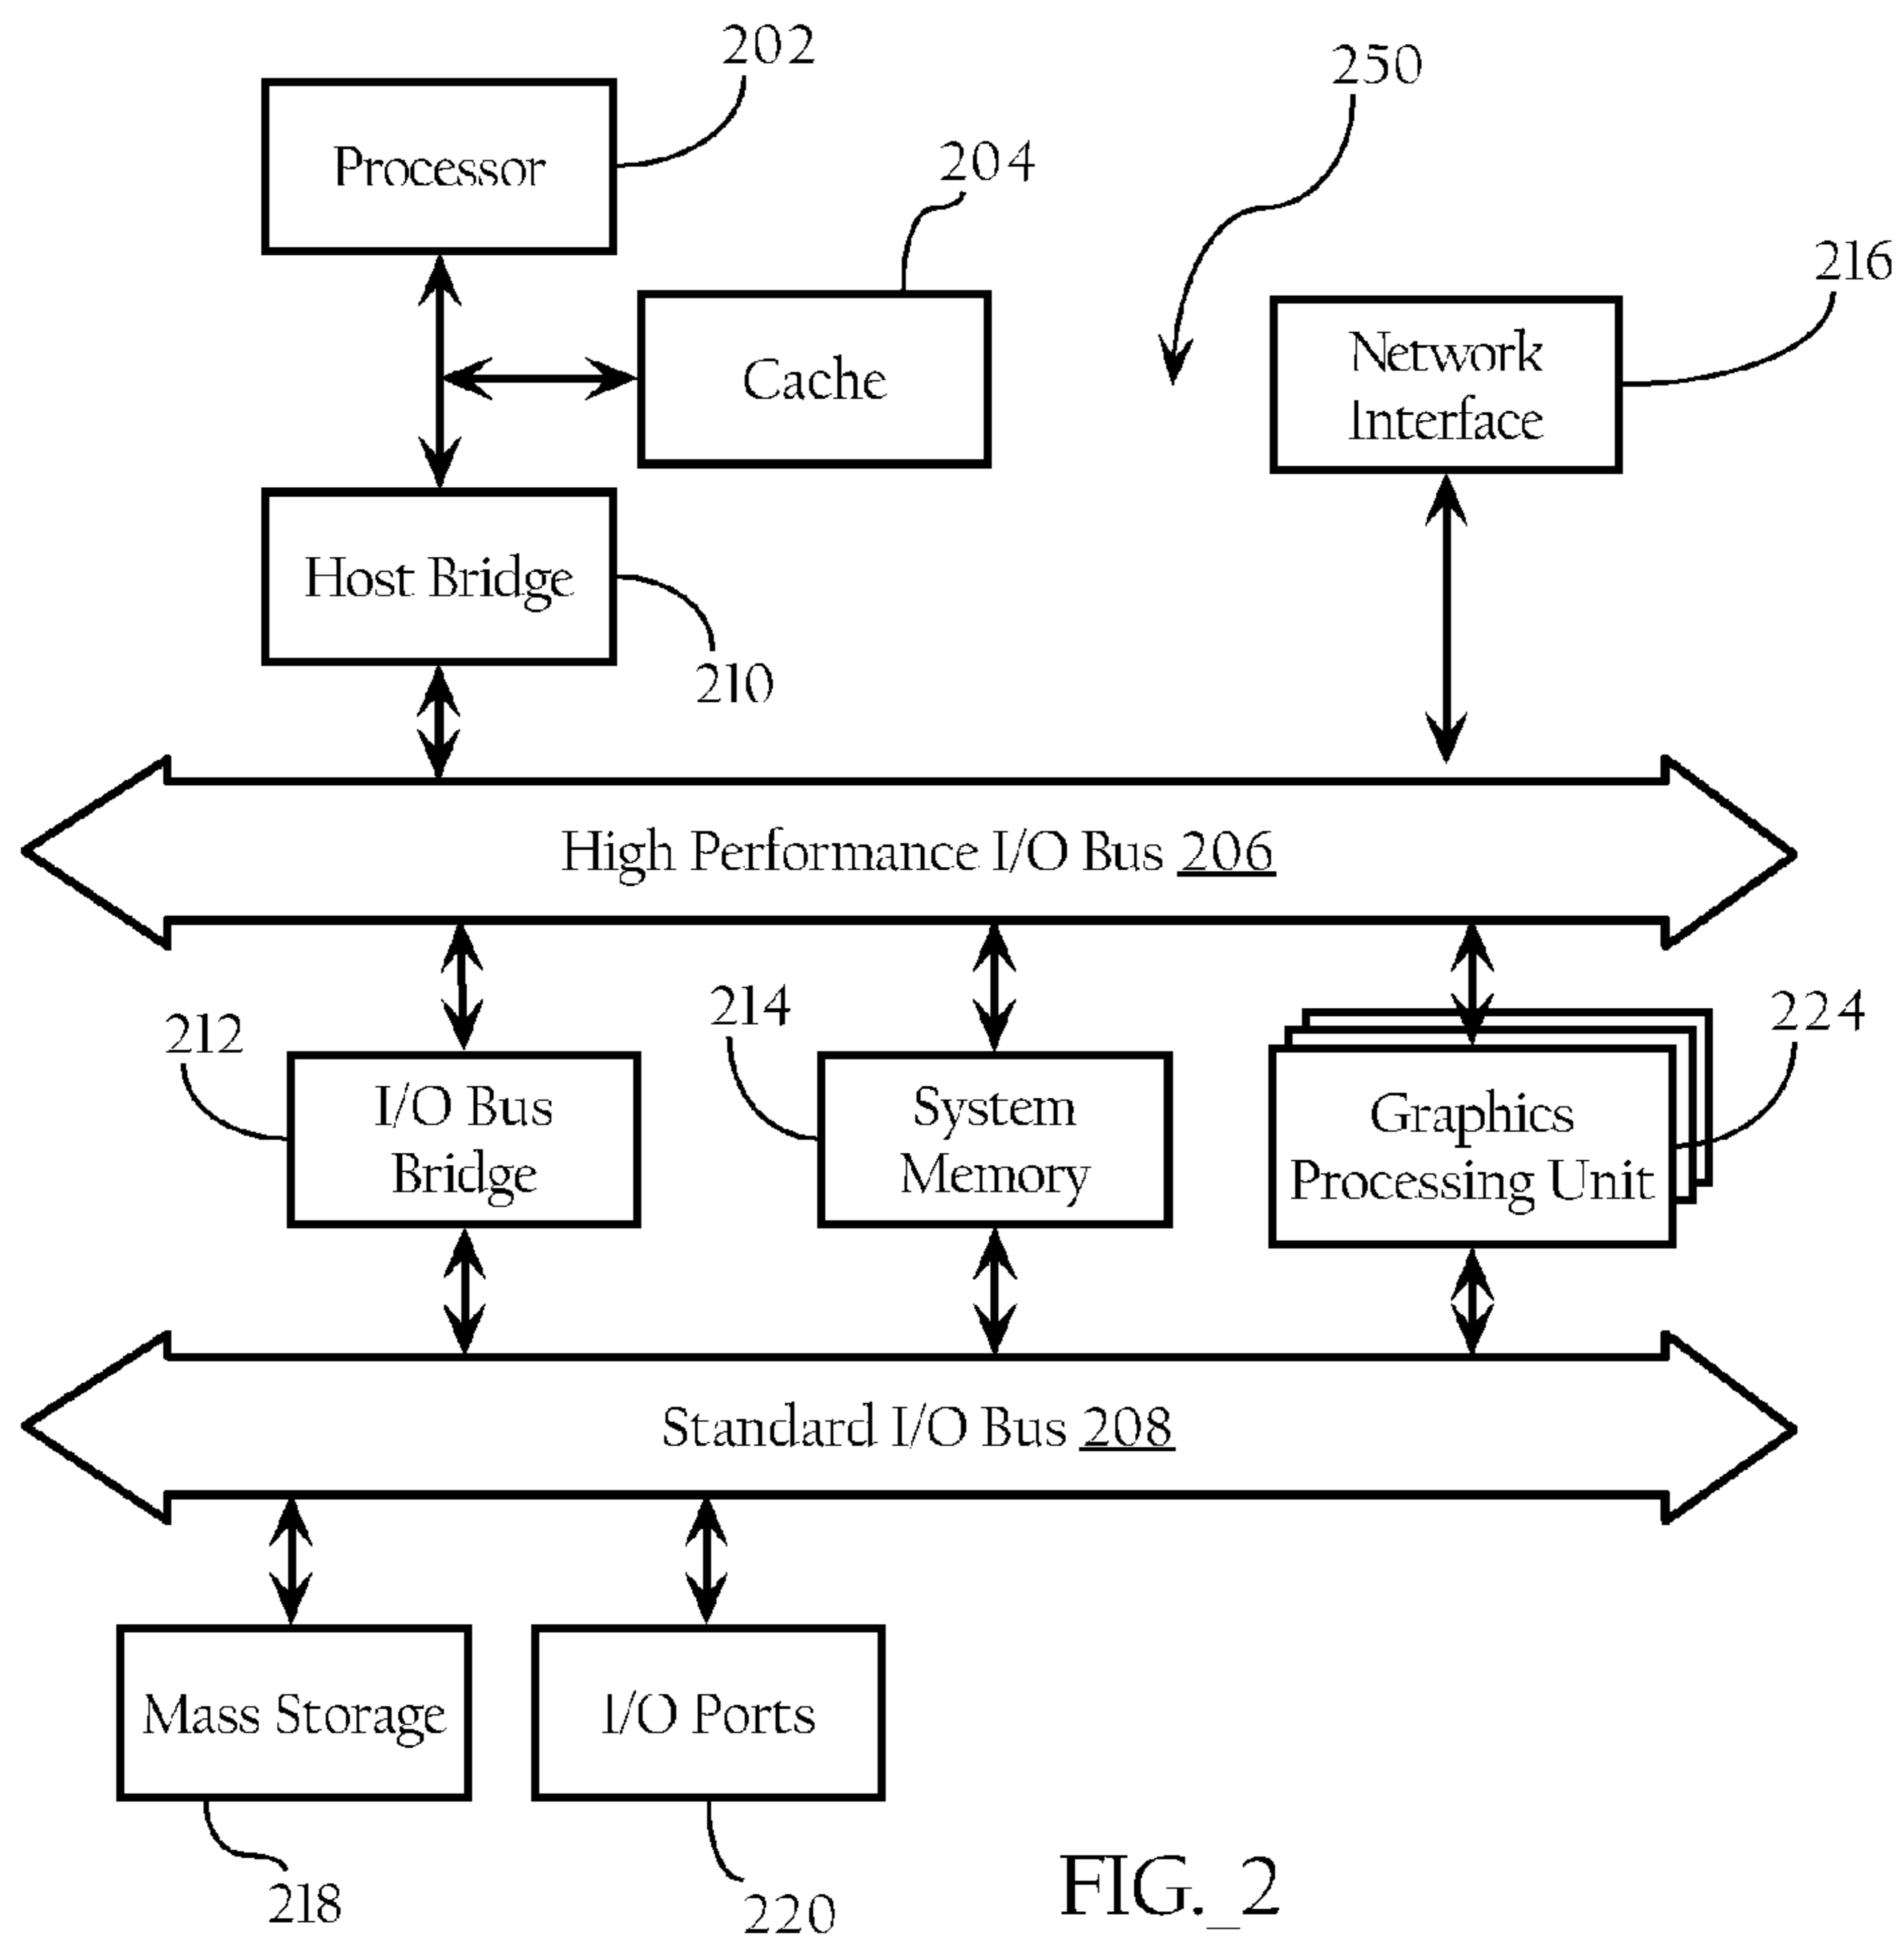 202
250
Processor
204
216
Network
Interface
Cache
Host Bridge
210
High Performance I/O Bus 206
212
214
224
I/O Bus
Bridge
System
Memory
Graphics
Processing Unit
Standard I/O Bus 208
Mass Storage
I/O Ports
218
220
FIG._2